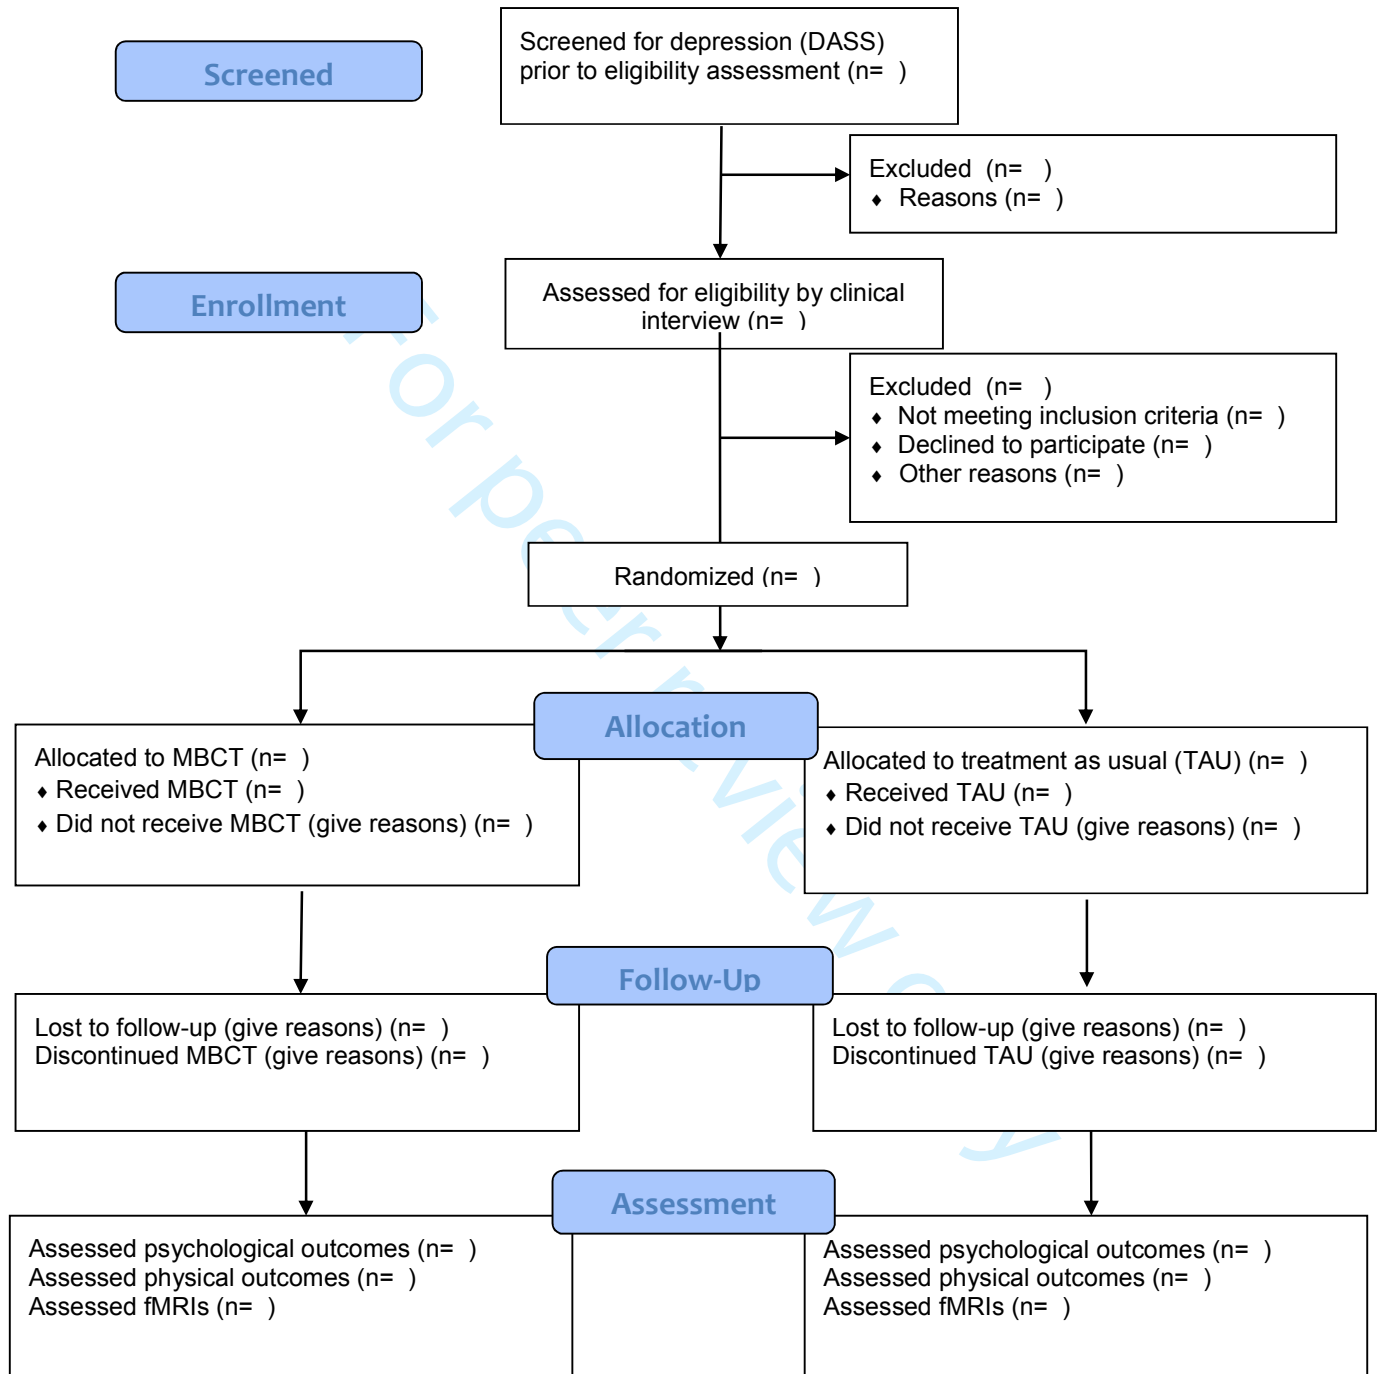 Screened
Screened for depression (DASS)
prior to eligibility assessment (n=  )
Excluded  (n=  )
♦ Reasons (n=  )
Enrollment
Assessed for eligibility by clinical
interview (n=  )
Excluded  (n=  )
♦ Not meeting inclusion criteria (n=  )
♦ Declined to participate (n=  )
♦ Other reasons (n=  )
Randomized (n=  )
Allocation
Allocated to MBCT (n=  )
♦ Received MBCT (n=  )
♦ Did not receive MBCT (give reasons) (n=  )
Allocated to treatment as usual (TAU) (n=  )
♦ Received TAU (n=  )
♦ Did not receive TAU (give reasons) (n=  )
Follow-Up
Lost to follow-up (give reasons) (n=  )
Discontinued MBCT (give reasons) (n=  )
Lost to follow-up (give reasons) (n=  )
Discontinued TAU (give reasons) (n=  )
Assessment
Assessed psychological outcomes (n=  )
Assessed physical outcomes (n=  )
Assessed fMRIs (n=  )
Assessed psychological outcomes (n=  )
Assessed physical outcomes (n=  )
Assessed fMRIs (n=  )
For peer review only